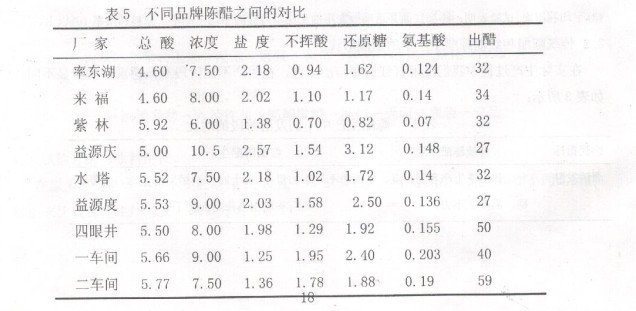 表5 不同品牌陈醋之间的对比
厂 家 总 酸 浓度 盐 度 不挥酸 还原糖 氨基酸 出醋
率东湖 4.60 7.50 2.18 0.94 1.62 0.124 32
来 福 4.60 8.00 2.02 1.10 1.17 0.14 34
紫 林 5.92 6.00 1.38 0.70 0.82 0.07 32
益源庆 5.00 10.5 2.57 1.54 3.12 0.148 27
水 塔 5.52 7.50 2.18 1.02 1.72 0.14 32
益源度 5.53 9.00 2.03 1.58 2.50 0.136 27
四眼井 5.50 8.00 1.98 1.29 1.92 0.155 50
一车间 5.66 9.00 1.25 1.95 2.40 0.203 40
二车间 5.77 7.50 1.36 1.78 1.88 0.19 59
18